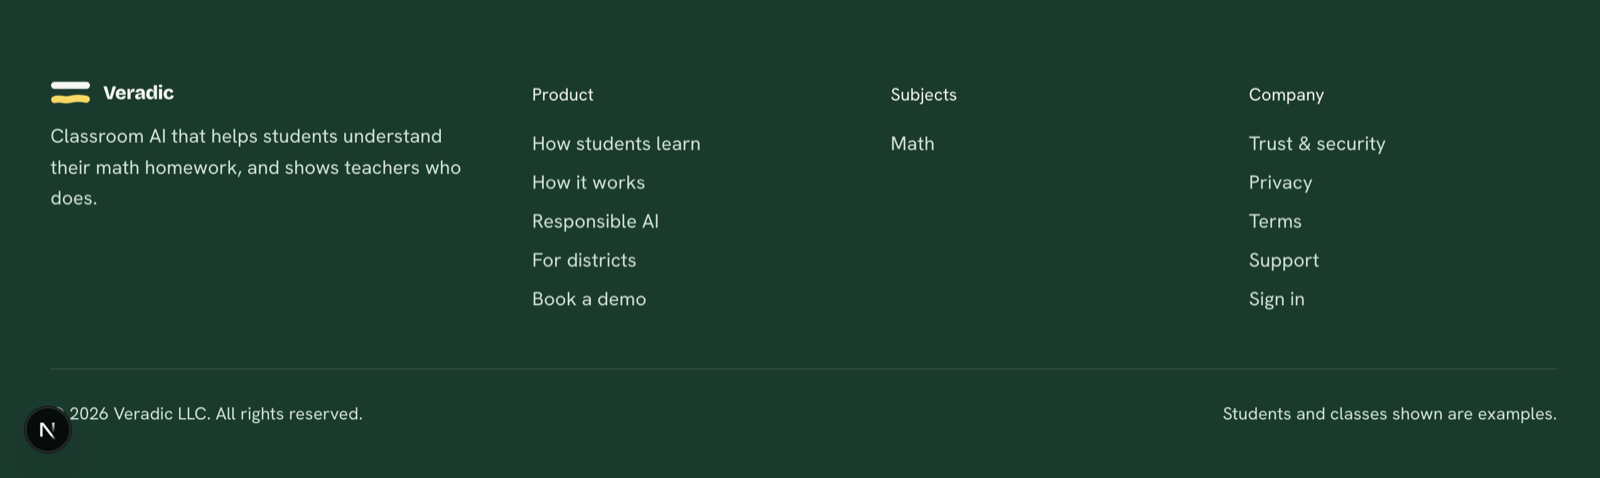 Veradic
Classroom AI that helps students understand
their math homework, and shows teachers who
does.
Product
How students learn
How it works
Responsible AI
For districts
Book a demo
Subjects
Math
Company
Trust & security
Privacy
Terms
Support
Sign in
2026 Veradic LLC. All rights reserved.
Students and classes shown are examples.
N